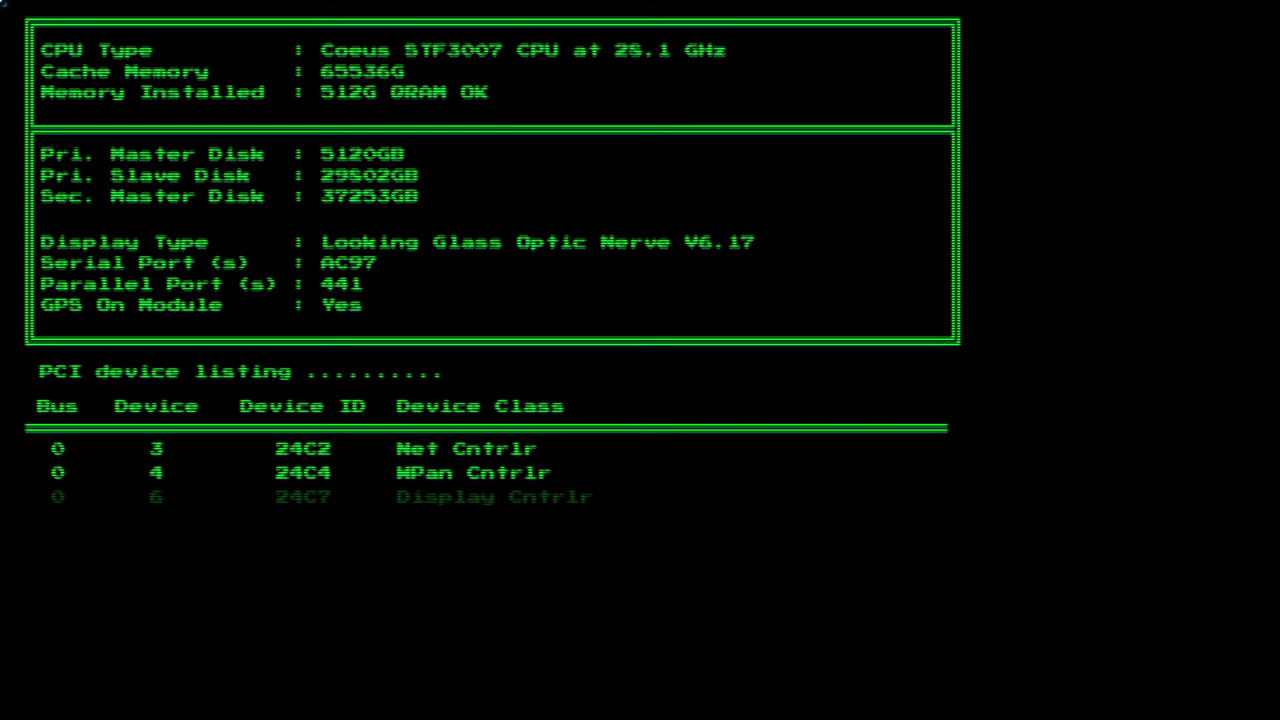 CPU Type : Coeus STF3007 CPU at 25.1 GHz
Cache Memory : 65536G
Memory Installed : 512G QRAM OK
Pri. Master Disk : 5120GB
Pri. Slave Disk : 29802GB
Sec. Master Disk : 37253GB
Display Type : Looking Glass Optic Nerve V6.17
Serial Port (s) : AC97
Parallel Port (s) : 441
GPS On Module : Yes
PCI device listing ..........
Bus Device Device ID Device Class
0 3 24C2 Net Cntrlr
0 4 24C4 WPan Cntrlr
0 6 24C7 Display Cntrlr